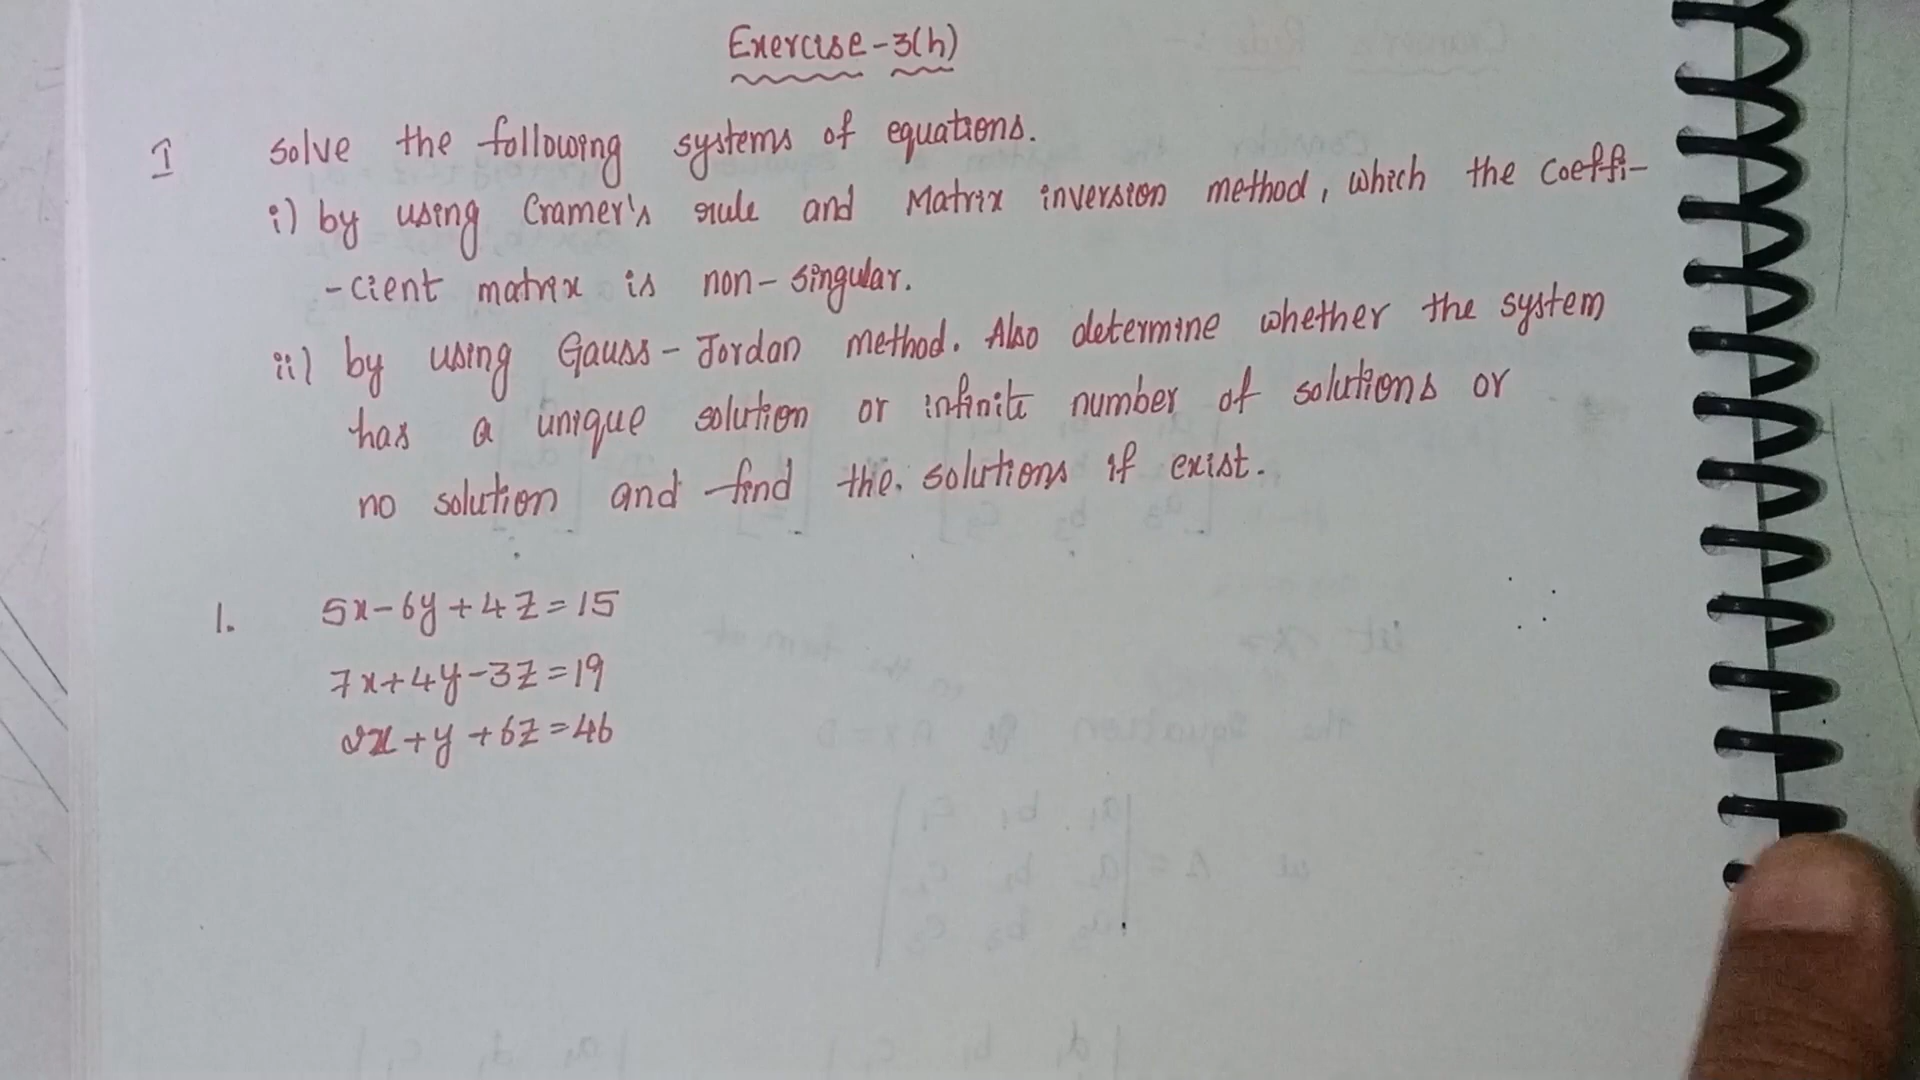 Exercise-3(h)
I solve the following systems of equations.
i) by using Cramer's rule and Matrix inversion method, which the coeffi-
-cient matrix is non-singular.
ii) by using Gauss-Jordan method. Also determine whether the system
has a unique solution or infinite number of solutions or
no solution and find the solutions if exist.
1. 5x-6y+4z=15
7x+4y-3z=19
2x+y+6z=46